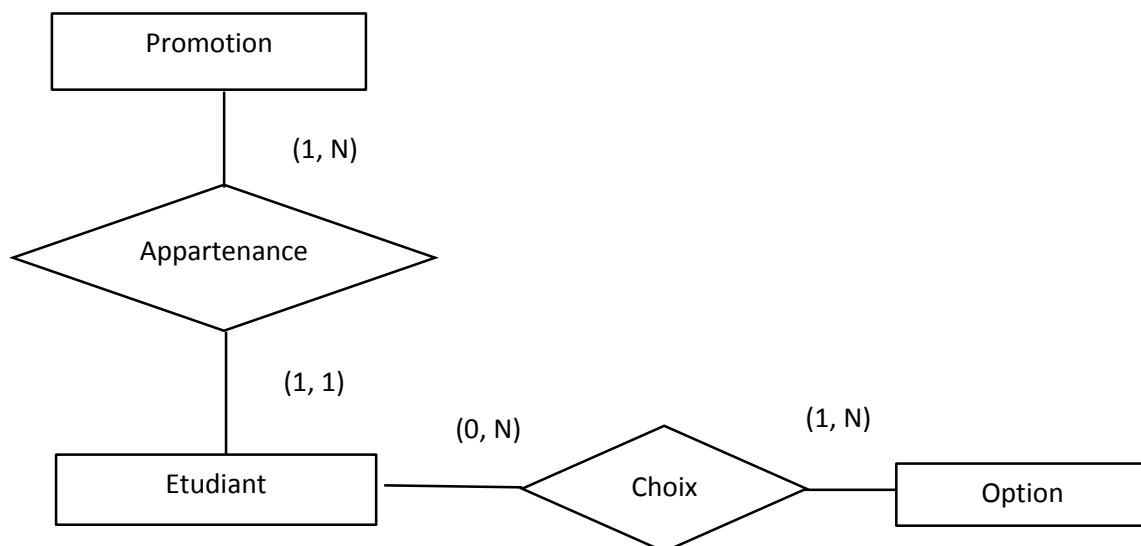 Promotion
(1, N)
Appartenance
(1, 1)
(0, N)
(1, N)
Etudiant
Choix
Option